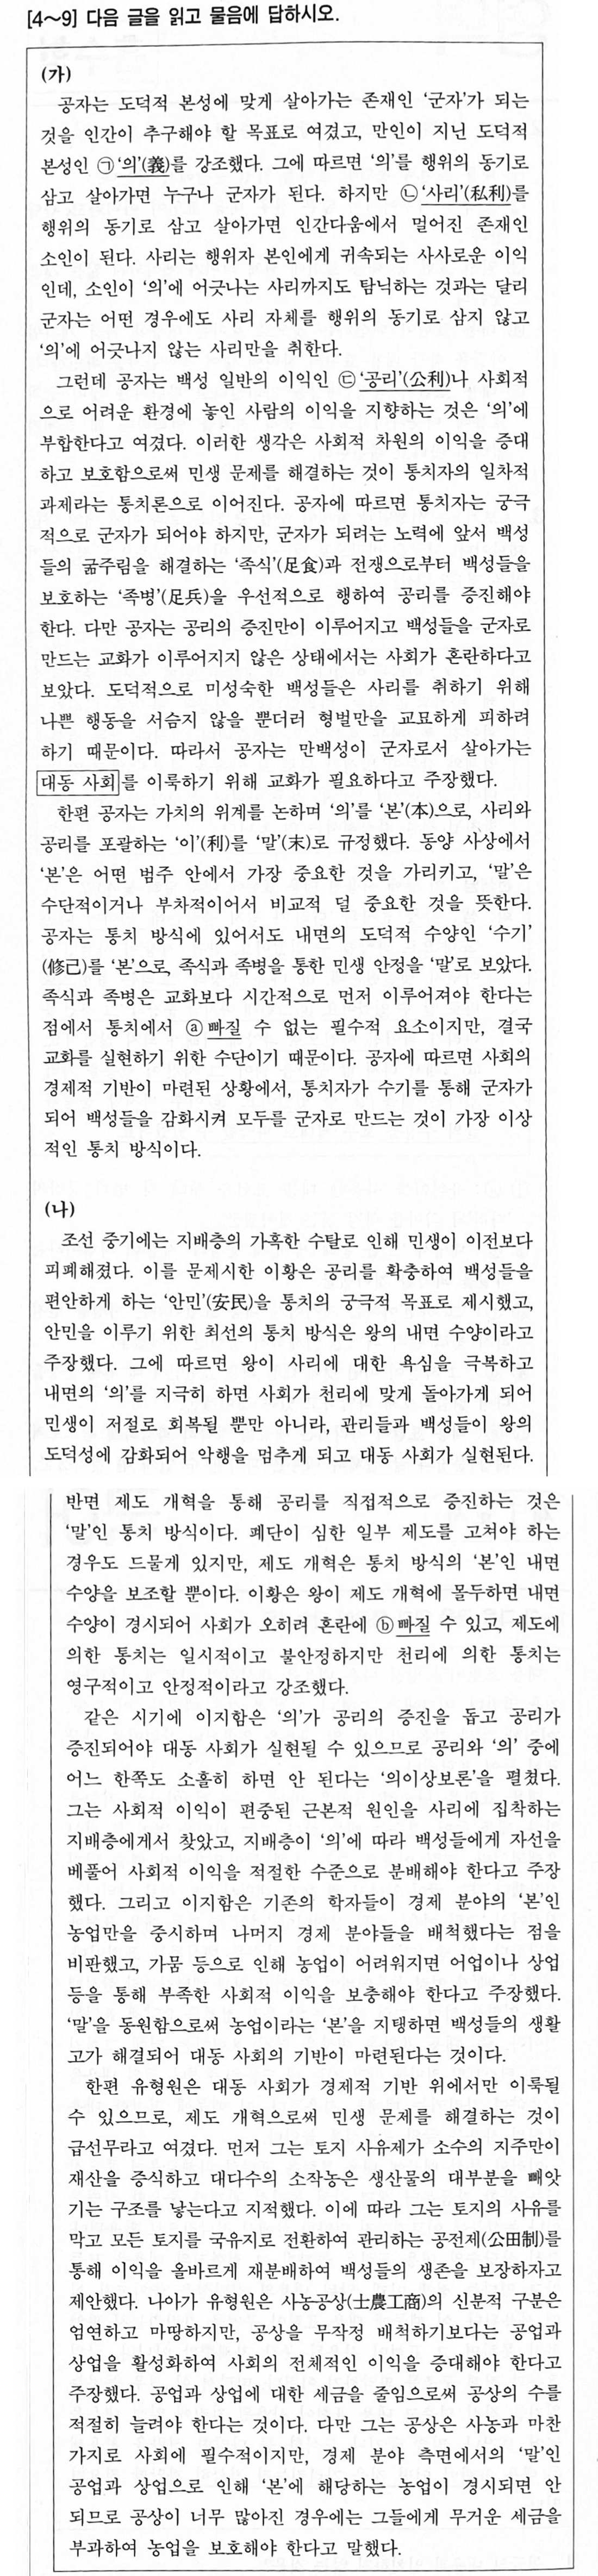 [4~9] 다음 글을 읽고 물음에 답하시오.
(가)
공자는 도덕적 본성에 맞게 살아가는 존재인 ‘군자’가 되는
것을 인간이 추구해야 할 목표로 여겼고, 만인이 지닌 도덕적
본성인 ㉠‘의’(義)를 강조했다. 그에 따르면 ‘의’를 행위의 동기로
삼고 살아가면 누구나 군자가 된다. 하지만 ㉡‘사리’(私利)를
행위의 동기로 삼고 살아가면 인간다움에서 멀어진 존재인
소인이 된다. 사리는 행위자 본인에게 귀속되는 사사로운 이익
인데, 소인이 ‘의’에 어긋나는 사리까지도 탐닉하는 것과는 달리
군자는 어떤 경우에도 사리 자체를 행위의 동기로 삼지 않고
‘의’에 어긋나지 않는 사리만을 취한다.
그런데 공자는 백성 일반의 이익인 ㉢‘공리’(公利)나 사회적
으로 어려운 환경에 놓인 사람의 이익을 지향하는 것은 ‘의’에
부합한다고 여겼다. 이러한 생각은 사회적 차원의 이익을 증대
하고 보호함으로써 민생 문제를 해결하는 것이 통치자의 일차적
과제라는 통치론으로 이어진다. 공자에 따르면 통치자는 궁극
적으로 군자가 되어야 하지만, 군자가 되려는 노력에 앞서 백성
들의 굶주림을 해결하는 ‘족식’(足食)과 전쟁으로부터 백성들을
보호하는 ‘족병’(足兵)을 우선적으로 행하여 공리를 증진해야
한다. 다만 공자는 공리의 증진만이 이루어지고 백성들을 군자로
만드는 교화가 이루어지지 않은 상태에서는 사회가 혼란하다고
보았다. 도덕적으로 미성숙한 백성들은 사리를 취하기 위해
나쁜 행동을 서슴지 않을 뿐더러 형벌만을 교묘하게 피하려
하기 때문이다. 따라서 공자는 만백성이 군자로서 살아가는
대동 사회를 이룩하기 위해 교화가 필요하다고 주장했다.
한편 공자는 가치의 위계를 논하며 ‘의’를 ‘본’(本)으로, 사리와
공리를 포괄하는 ‘이’(利)를 ‘말’(末)로 규정했다. 동양 사상에서
‘본’은 어떤 범주 안에서 가장 중요한 것을 가리키고, ‘말’은
수단적이거나 부차적이어서 비교적 덜 중요한 것을 뜻한다.
공자는 통치 방식에 있어서도 내면의 도덕적 수양인 ‘수기’
(修己)를 ‘본’으로, 족식과 족병을 통한 민생 안정을 ‘말’로 보았다.
족식과 족병은 교화보다 시간적으로 먼저 이루어져야 한다는
점에서 통치에서 ⓐ빠질 수 없는 필수적 요소이지만, 결국
교화를 실현하기 위한 수단이기 때문이다. 공자에 따르면 사회의
경제적 기반이 마련된 상황에서, 통치자가 수기를 통해 군자가
되어 백성들을 감화시켜 모두를 군자로 만드는 것이 가장 이상
적인 통치 방식이다.
(나)
조선 중기에는 지배층의 가혹한 수탈로 인해 민생이 이전보다
피폐해졌다. 이를 문제시한 이황은 공리를 확충하여 백성들을
편안하게 하는 ‘안민’(安民)을 통치의 궁극적 목표로 제시했고,
안민을 이루기 위한 최선의 통치 방식은 왕의 내면 수양이라고
주장했다. 그에 따르면 왕이 사리에 대한 욕심을 극복하고
내면의 ‘의’를 지극히 하면 사회가 천리에 맞게 돌아가게 되어
민생이 저절로 회복될 뿐만 아니라, 관리들과 백성들이 왕의
도덕성에 감화되어 악행을 멈추게 되고 대동 사회가 실현된다.
반면 제도 개혁을 통해 공리를 직접적으로 증진하는 것은
‘말’인 통치 방식이다. 폐단이 심한 일부 제도를 고쳐야 하는
경우도 드물게 있지만, 제도 개혁은 통치 방식의 ‘본’인 내면
수양을 보조할 뿐이다. 이황은 왕이 제도 개혁에 몰두하면 내면
수양이 경시되어 사회가 오히려 혼란에 ⓑ빠질 수 있고, 제도에
의한 통치는 일시적이고 불안정하지만 천리에 의한 통치는
영구적이고 안정적이라고 강조했다.
같은 시기에 이지함은 ‘의’가 공리의 증진을 돕고 공리가
증진되어야 대동 사회가 실현될 수 있으므로 공리와 ‘의’ 중에
어느 한쪽도 소홀히 하면 안 된다는 ‘의이상보론’을 펼쳤다.
그는 사회적 이익이 편중된 근본적 원인을 사리에 집착하는
지배층에게서 찾았고, 지배층이 ‘의’에 따라 백성들에게 자선을
베풀어 사회적 이익을 적절한 수준으로 분배해야 한다고 주장
했다. 그리고 이지함은 기존의 학자들이 경제 분야의 ‘본’인
농업만을 중시하며 나머지 경제 분야들을 배척했다는 점을
비판했고, 가뭄 등으로 인해 농업이 어려워지면 어업이나 상업
등을 통해 부족한 사회적 이익을 보충해야 한다고 주장했다.
‘말’을 동원함으로써 농업이라는 ‘본’을 지탱하면 백성들의 생활
고가 해결되어 대동 사회의 기반이 마련된다는 것이다.
한편 유형원은 대동 사회가 경제적 기반 위에서만 이룩될
수 있으므로, 제도 개혁으로써 민생 문제를 해결하는 것이
급선무라고 여겼다. 먼저 그는 토지 사유제가 소수의 지주만이
재산을 증식하고 대다수의 소작농은 생산물의 대부분을 빼앗
기는 구조를 낳는다고 지적했다. 이에 따라 그는 토지의 사유를
막고 모든 토지를 국유지로 전환하여 관리하는 공전제(公田制)를
통해 이익을 올바르게 재분배하여 백성들의 생존을 보장하자고
제안했다. 나아가 유형원은 사농공상(士農工商)의 신분적 구분은
엄연하고 마땅하지만, 공상을 무작정 배척하기보다는 공업과
상업을 활성화하여 사회의 전체적인 이익을 증대해야 한다고
주장했다. 공업과 상업에 대한 세금을 줄임으로써 공상의 수를
적절히 늘려야 한다는 것이다. 다만 그는 공상은 사농과 마찬
가지로 사회에 필수적이지만, 경제 분야 측면에서의 ‘말’인
공업과 상업으로 인해 ‘본’에 해당하는 농업이 경시되면 안
되므로 공상이 너무 많아진 경우에는 그들에게 무거운 세금을
부과하여 농업을 보호해야 한다고 말했다.